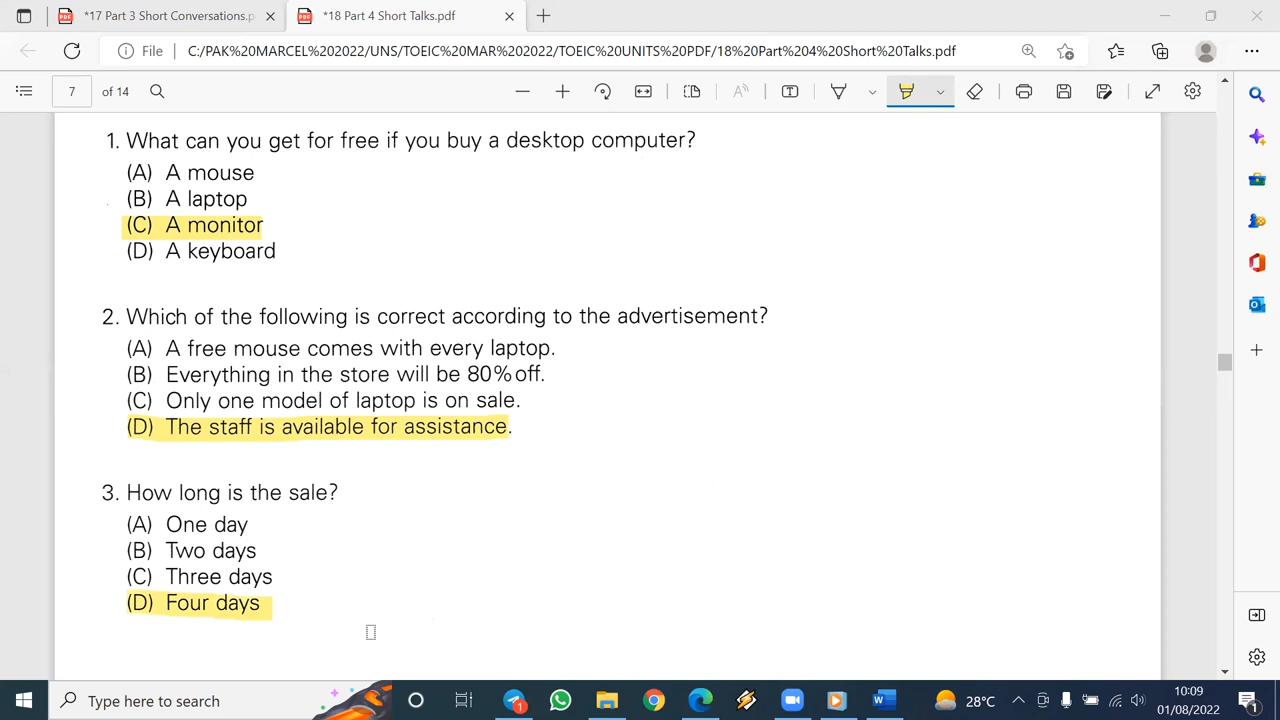 *17 Part 3 Short Conversations.p
*18 Part 4 Short Talks.pdf
File
C:/PAK%20MARCEL%202022/UNS/TOEIC%20MAR%202022/TOEIC%20UNITS%20PDF/18%20Part%204%20Short%20Talks.pdf
7 of 14
1. What can you get for free if you buy a desktop computer?
(A) A mouse
(B) A laptop
(C) A monitor
(D) A keyboard
2. Which of the following is correct according to the advertisement?
(A) A free mouse comes with every laptop.
(B) Everything in the store will be 80% off.
(C) Only one model of laptop is on sale.
(D) The staff is available for assistance.
3. How long is the sale?
(A) One day
(B) Two days
(C) Three days
(D) Four days
Type here to search
28°C
10:09
01/08/2022